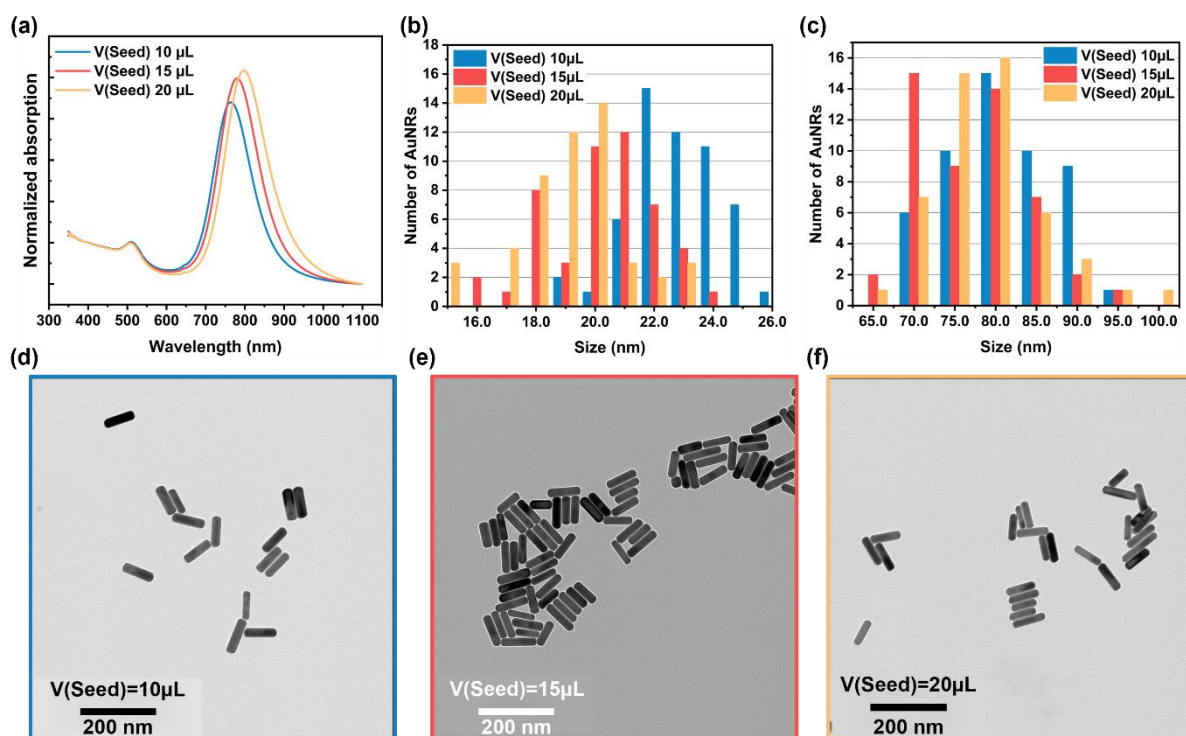 (a)
V(Seed) 10 µL
V(Seed) 15 µL
V(Seed) 20 µL
Normalized absorption
300 400 500 600 700 800 900 1000 1100
Wavelength (nm)
(b)
V(Seed) 10µL
V(Seed) 15µL
V(Seed) 20µL
Number of AuNRs
18
16
14
12
10
8
6
4
2
0
16.0 18.0 20.0 22.0 24.0 26.0
Size (nm)
(c)
V(Seed) 10µL
V(Seed) 15µL
V(Seed) 20µL
Number of AuNRs
16
14
12
10
8
6
4
2
0
65.0 70.0 75.0 80.0 85.0 90.0 95.0 100.0
Size (nm)
(d)
V(Seed)=10µL
200 nm
(e)
V(Seed)=15µL
200 nm
(f)
V(Seed)=20µL
200 nm